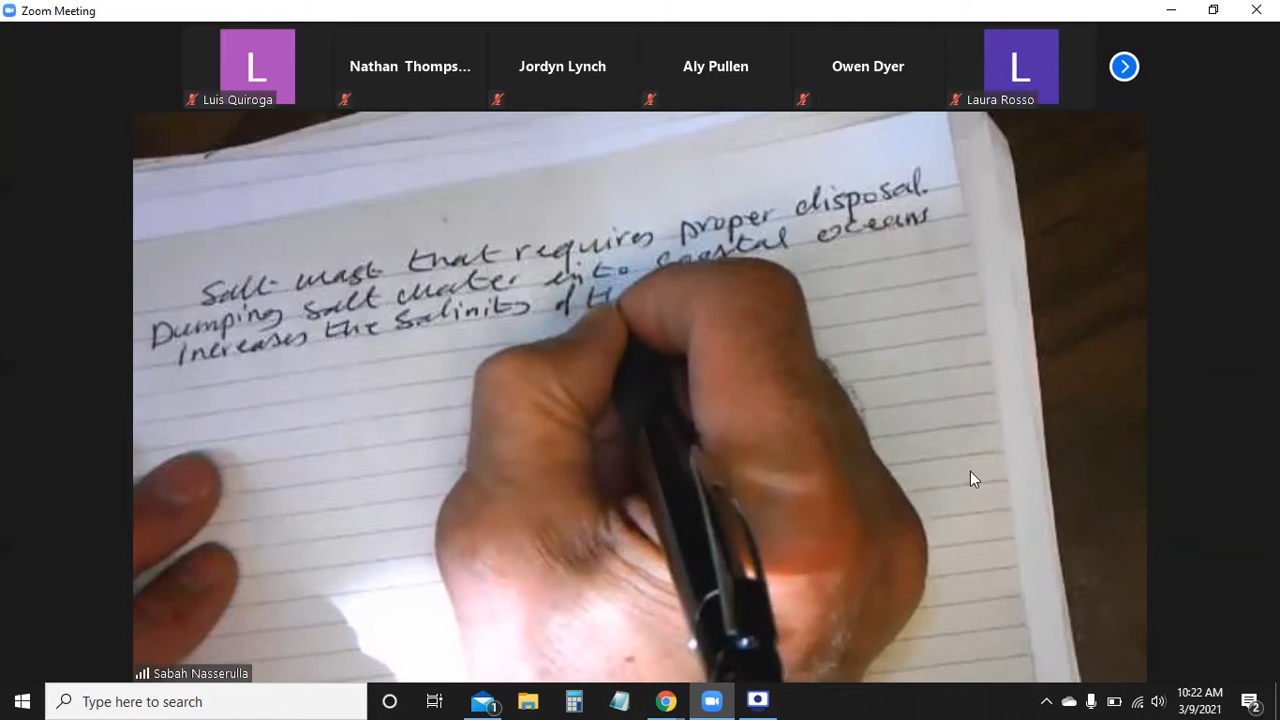 Zoom Meeting
L
Nathan Thomps...
Jordyn Lynch
Aly Pullen
Owen Dyer
L
Luis Quiroga
Laura Rosso
Salt that requires proper disposal.
Dumping salt water into coastal oceans
increases the salinity of
Sabah Nasserulla
Type here to search
1
10:22 AM
3/9/2021
2